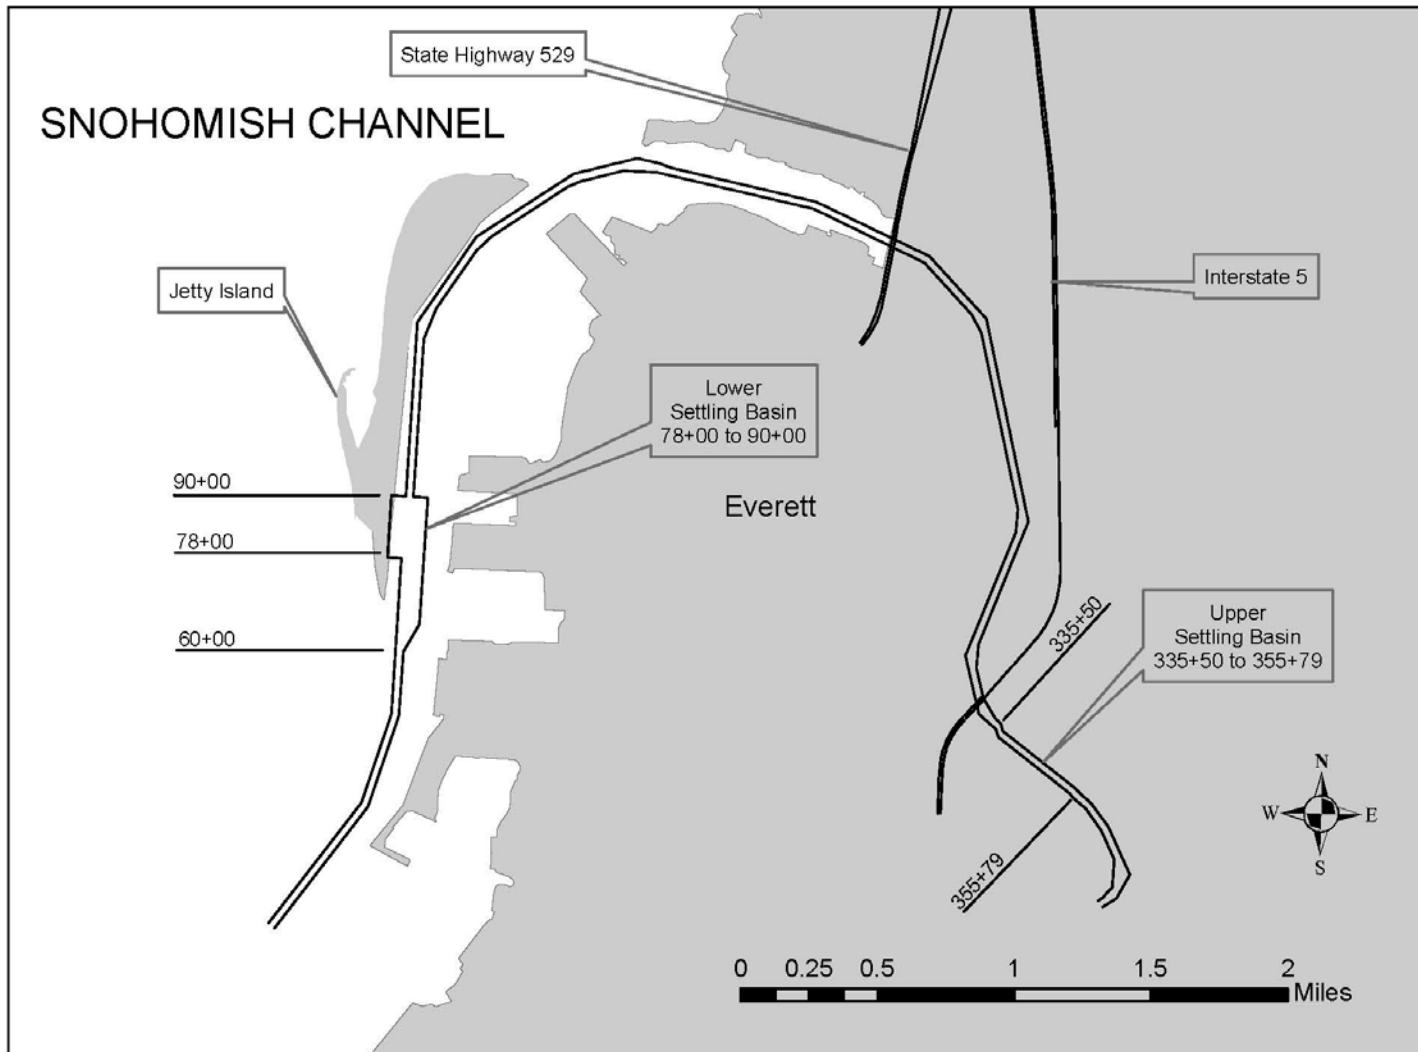 State Highway 529
SNOHOMISH CHANNEL
Jetty Island
Interstate 5
Lower
Settling Basin
78+00 to 90+00
90+00
Everett
78+00
60+00
335+50
Upper
Settling Basin
335+50 to 355+79
N
W E
S
355+79
0 0.25 0.5 1 1.5 2
Miles